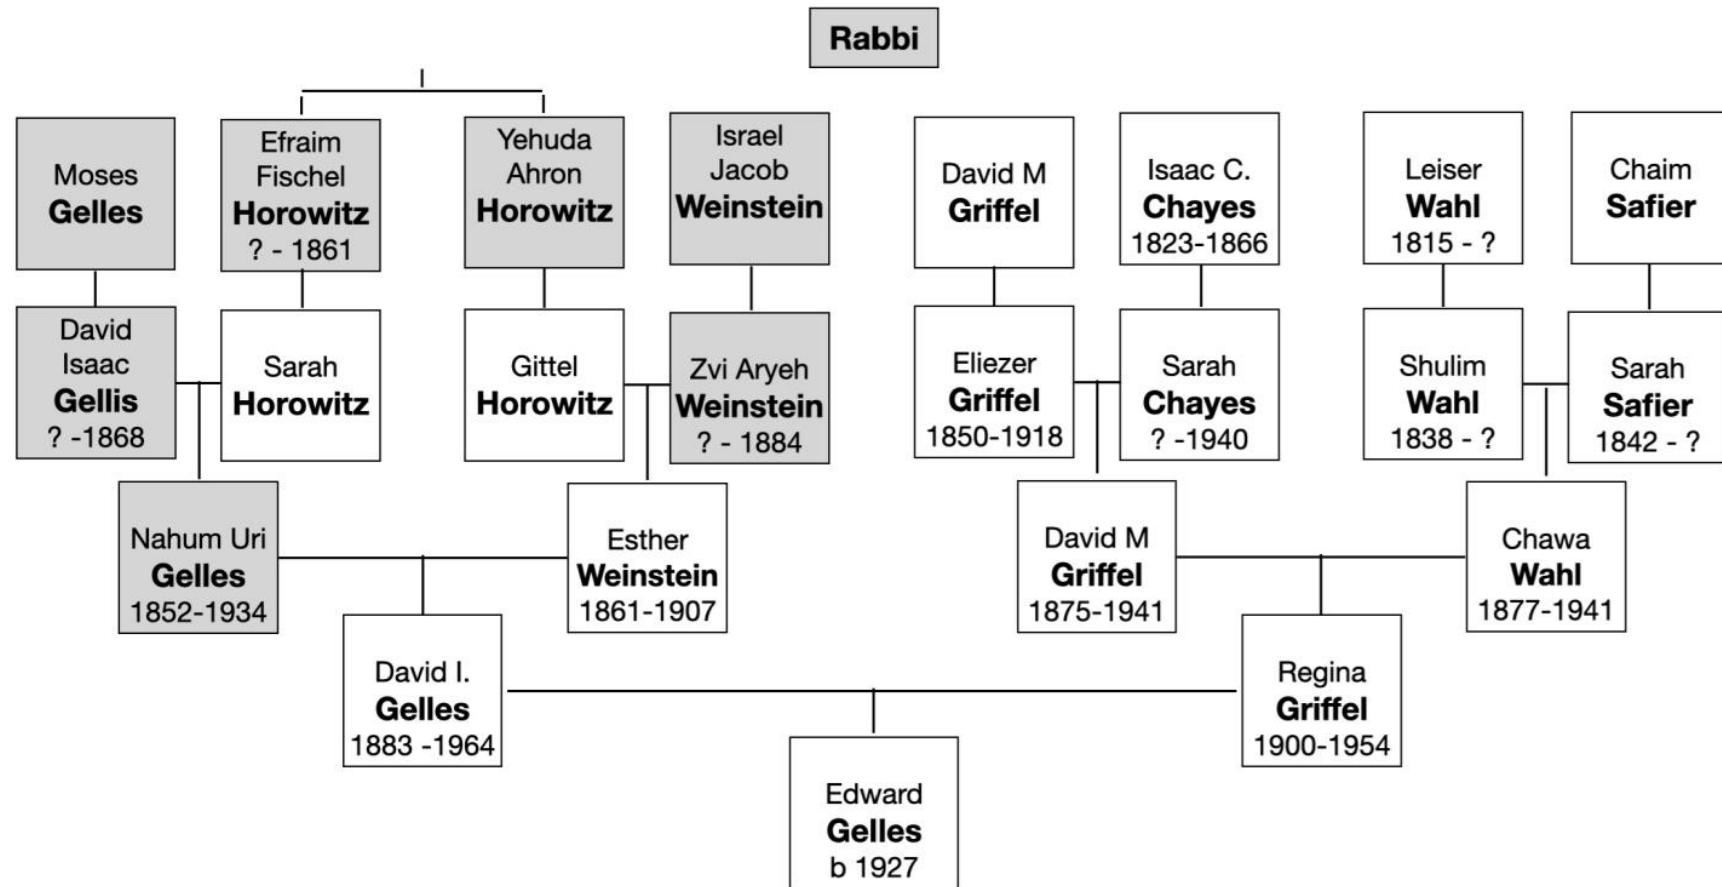 Rabbi
Moses
Gelles
Efraim
Fischel
Horowitz
? - 1861
Yehuda
Ahron
Horowitz
Israel
Jacob
Weinstein
David M
Griffel
Isaac C.
Chayes
1823-1866
Leiser
Wahl
1815 - ?
Chaim
Safier
David
Isaac
Gellis
? -1868
Sarah
Horowitz
Gittel
Horowitz
Zvi Aryeh
Weinstein
? - 1884
Eliezer
Griffel
1850-1918
Sarah
Chayes
? -1940
Shulim
Wahl
1838 - ?
Sarah
Safier
1842 - ?
Nahum Uri
Gelles
1852-1934
Esther
Weinstein
1861-1907
David M
Griffel
1875-1941
Chawa
Wahl
1877-1941
David I.
Gelles
1883 -1964
Regina
Griffel
1900-1954
Edward
Gelles
b 1927